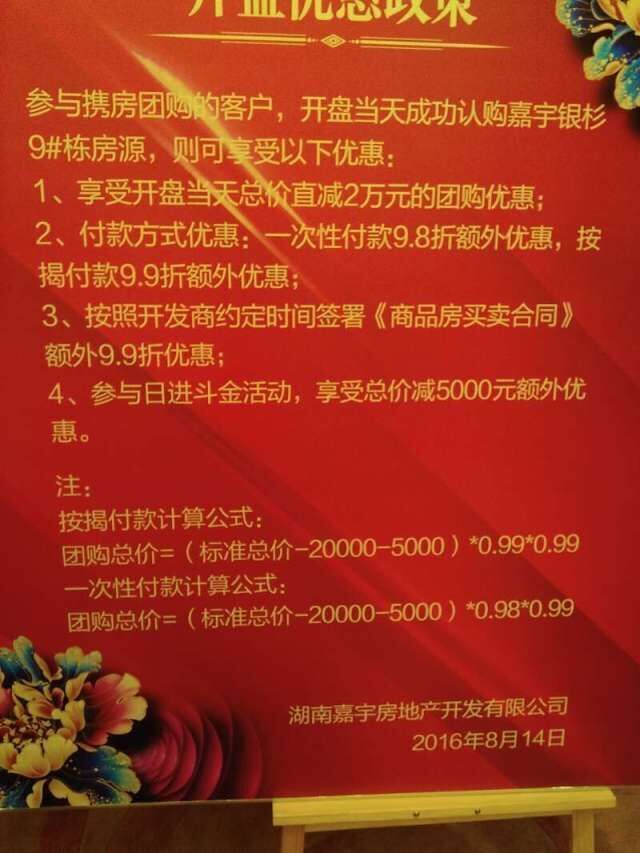 开盘优惠政策
参与携房团购的客户，开盘当天成功认购嘉宇银杉
9#栋房源，则可享受以下优惠：
1、享受开盘当天总价直减2万元的团购优惠；
2、付款方式优惠：一次性付款9.8折额外优惠，按
揭付款9.9折额外优惠；
3、按照开发商约定时间签署《商品房买卖合同》
额外9.9折优惠；
4、参与日进斗金活动，享受总价减5000元额外优
惠。
注：
按揭付款计算公式：
团购总价=（标准总价-20000-5000）*0.99*0.99
一次性付款计算公式：
团购总价=（标准总价-20000-5000）*0.98*0.99
湖南嘉宇房地产开发有限公司
2016年8月14日